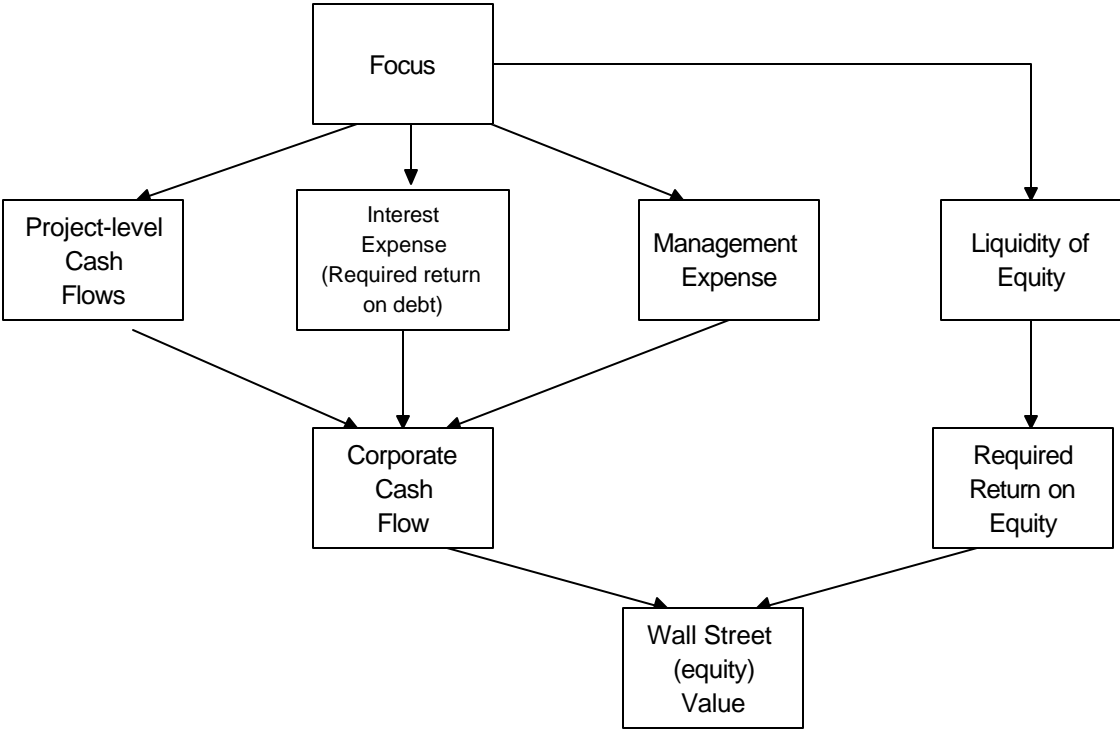 Focus
Project-level
Cash
Flows
Interest
Expense
(Required return
on debt)
Management
Expense
Liquidity of
Equity
Corporate
Cash
Flow
Required
Return on
Equity
Wall Street
(equity)
Value